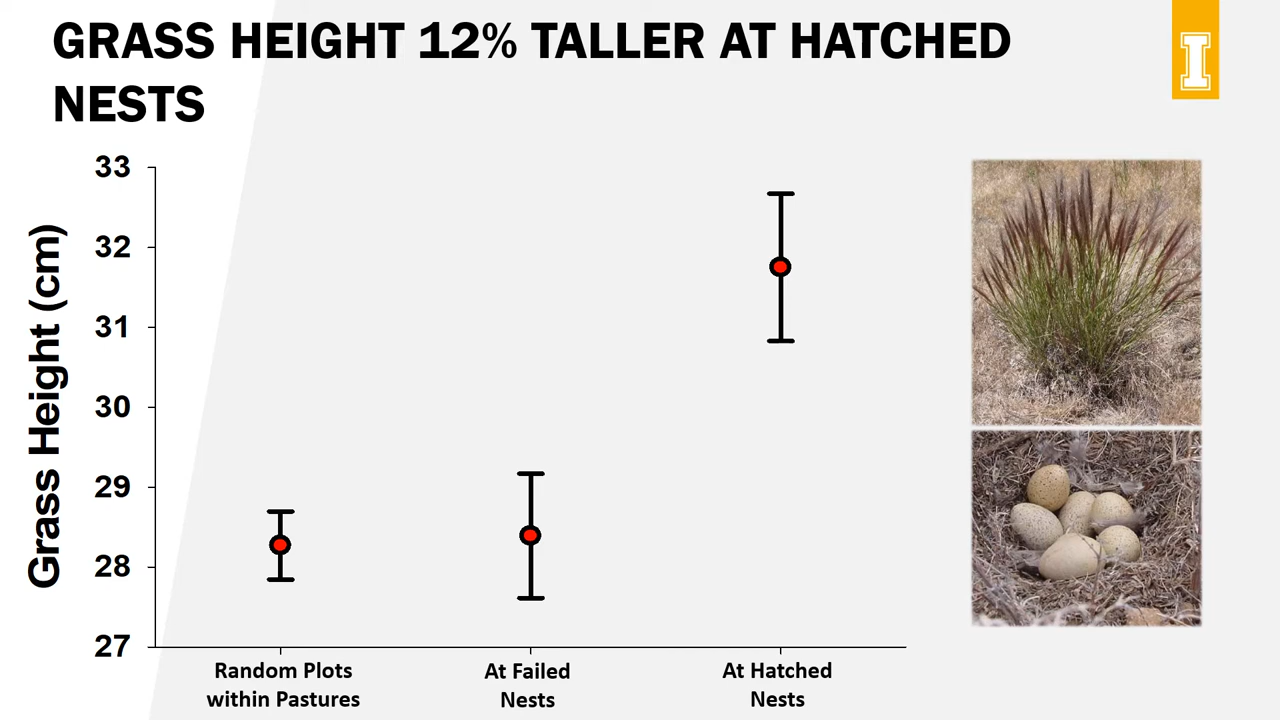 GRASS HEIGHT 12% TALLER AT HATCHED
NESTS
I
Grass Height (cm)
33
32
31
30
29
28
27
Random Plots
within Pastures
At Failed
Nests
At Hatched
Nests